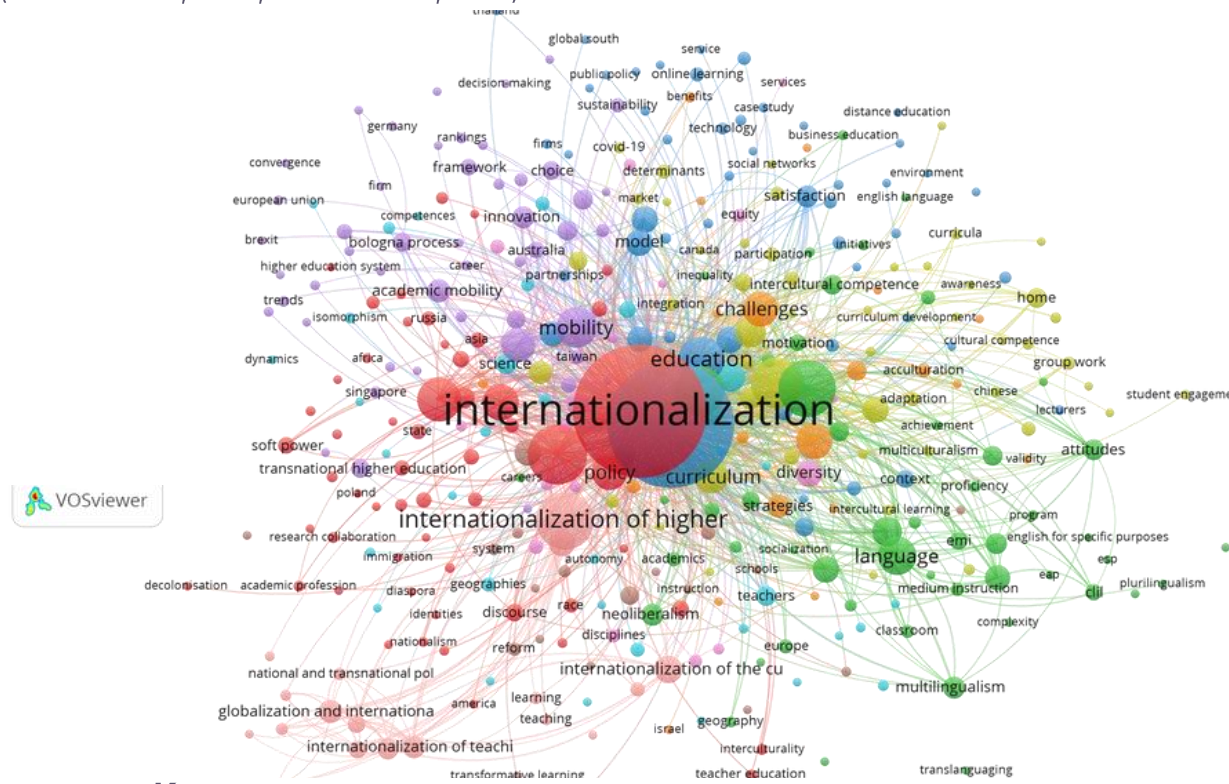 thailand
global south
service
public policy
online learning
decision-making
services
benefits
sustainability
case study
distance education
germany
technology
business education
rankings
firms
covid-19
convergence
framework
choice
determinants
social networks
environment
firm
european union
market
satisfaction
english language
competences
innovation
equity
brexit
bologna process
model
initiatives
curricula
australia
canada
participation
higher education system
career
partnerships
inequality
intercultural competence
awareness
academic mobility
trends
integration
challenges
home
isomorphism
russia
mobility
curriculum development
asia
motivation
cultural competence
dynamics
africa
science
taiwan
education
group work
acculturation
singapore
chinese
student engageme
adaptation
internationalization
lecturers
state
achievement
soft power
multiculturalism
attitudes
validity
transnational higher education
policy
diversity
careers
curriculum
context
proficiency
poland
VOSviewer
strategies
intercultural learning
internationalization of higher
program
research collaboration
emi
english for specific purposes
system
socialization
immigration
autonomy
academics
language
esp
schools
eap
decolonisation
academic profession
diaspora
geographies
instruction
medium instruction
plurilingualism
teachers
clil
identities
discourse
race
neoliberalism
complexity
disciplines
classroom
nationalism
reform
europe
national and transnational pol
internationalization of the cu
multilingualism
learning
america
globalization and internationa
teaching
geography
israel
internationalization of teachi
interculturality
transformative learning
teacher education
translanguaging